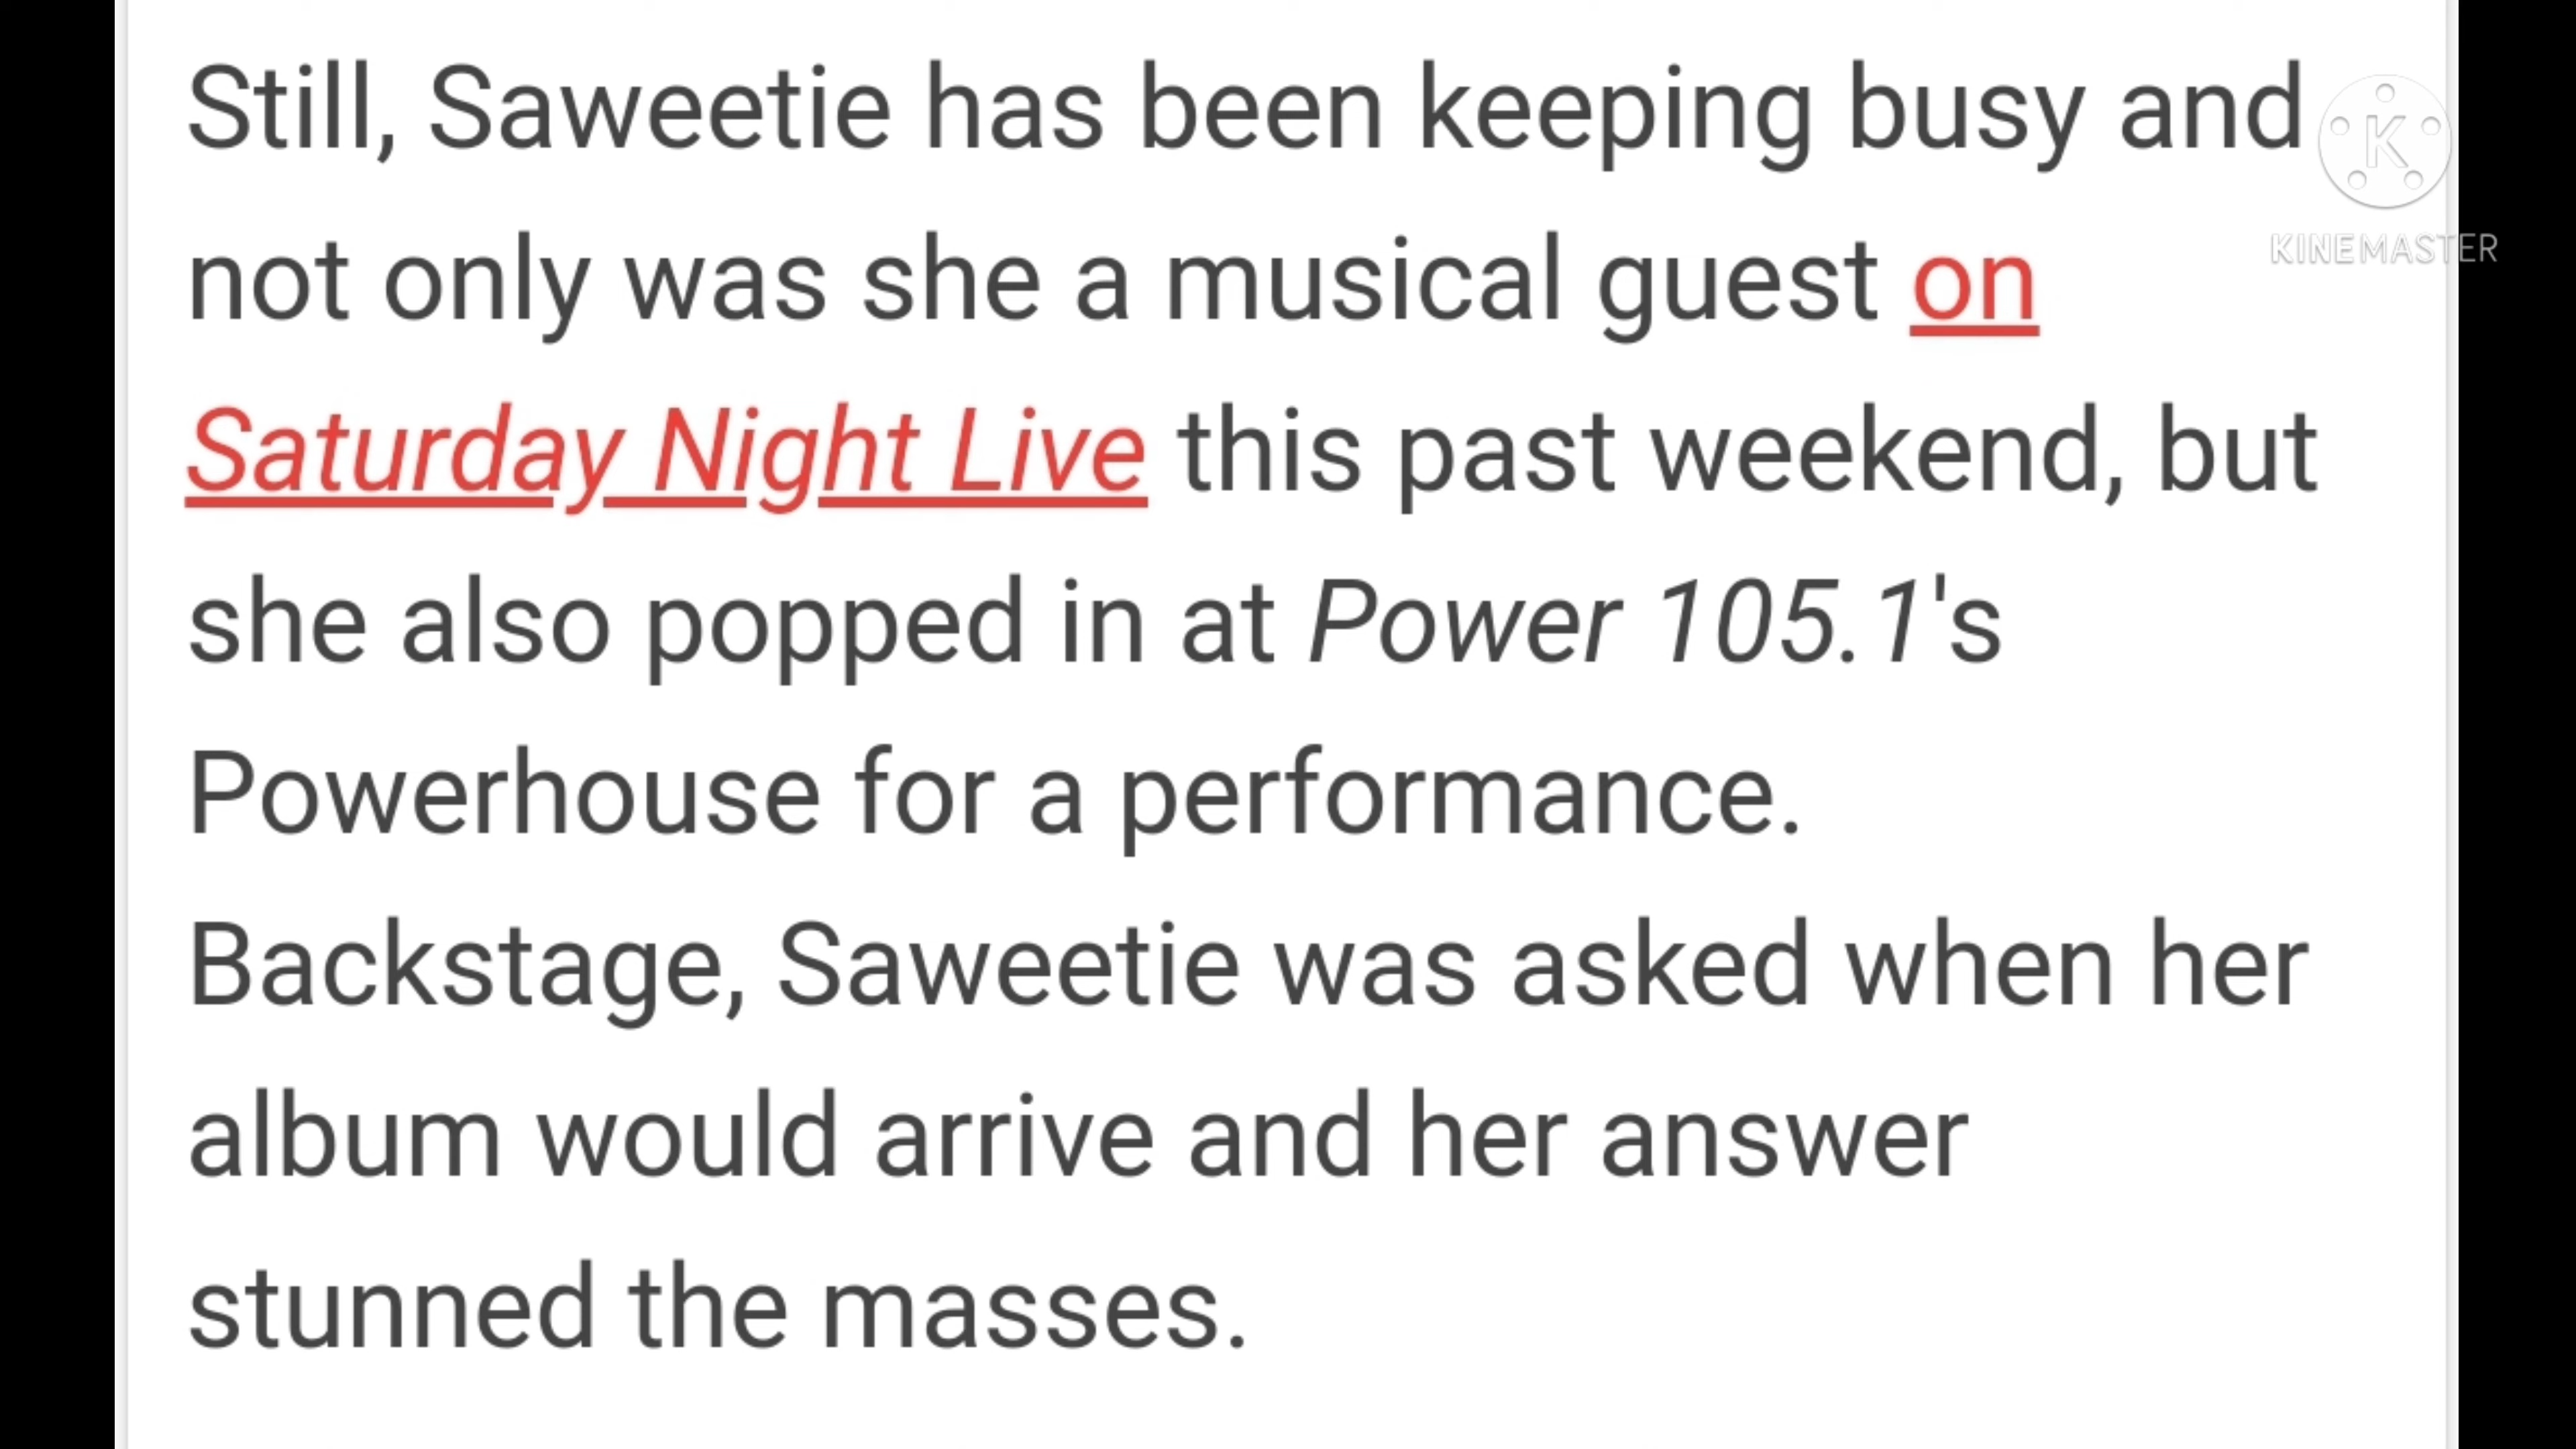 Still, Saweetie has been keeping busy and
not only was she a musical guest on
Saturday Night Live this past weekend, but
she also popped in at Power 105.1's
Powerhouse for a performance.
Backstage, Saweetie was asked when her
album would arrive and her answer
stunned the masses.
K
KINEMASTER